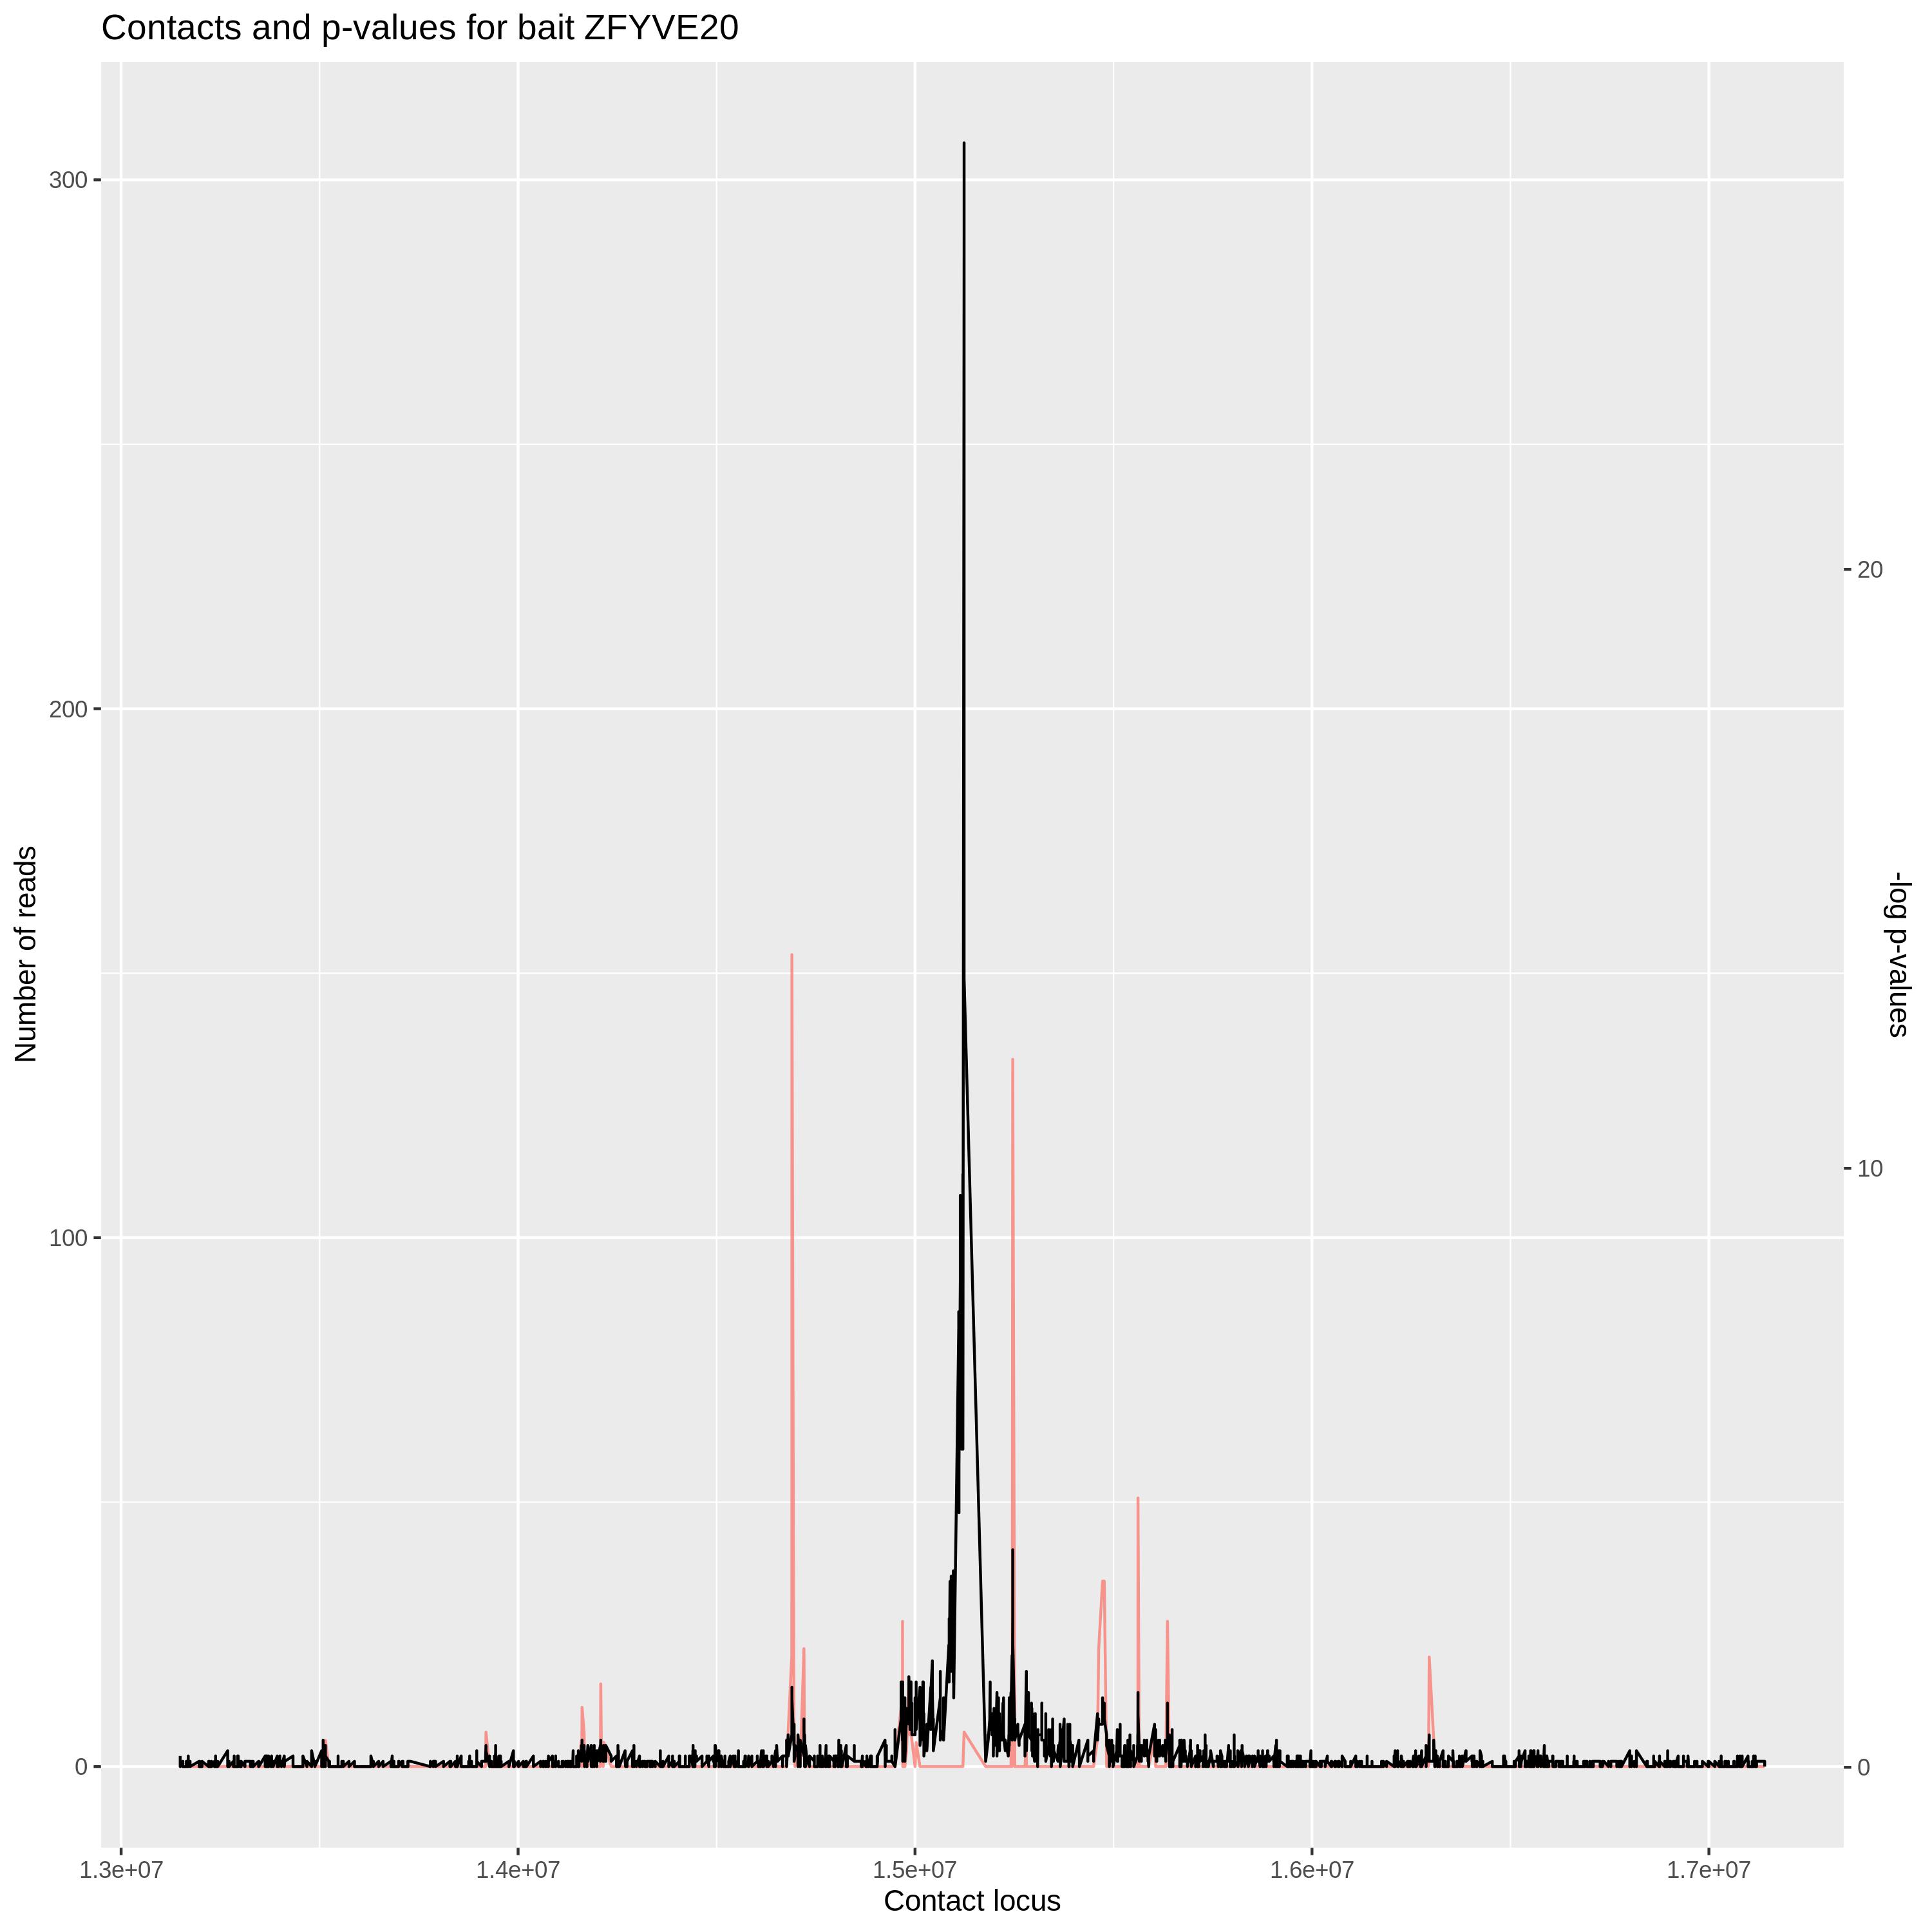 Contacts and p-values for bait ZFYVE20
300
200
100
0
Number of reads
20
10
0
-log p-values
1.3e+07
1.4e+07
1.5e+07
1.6e+07
1.7e+07
Contact locus